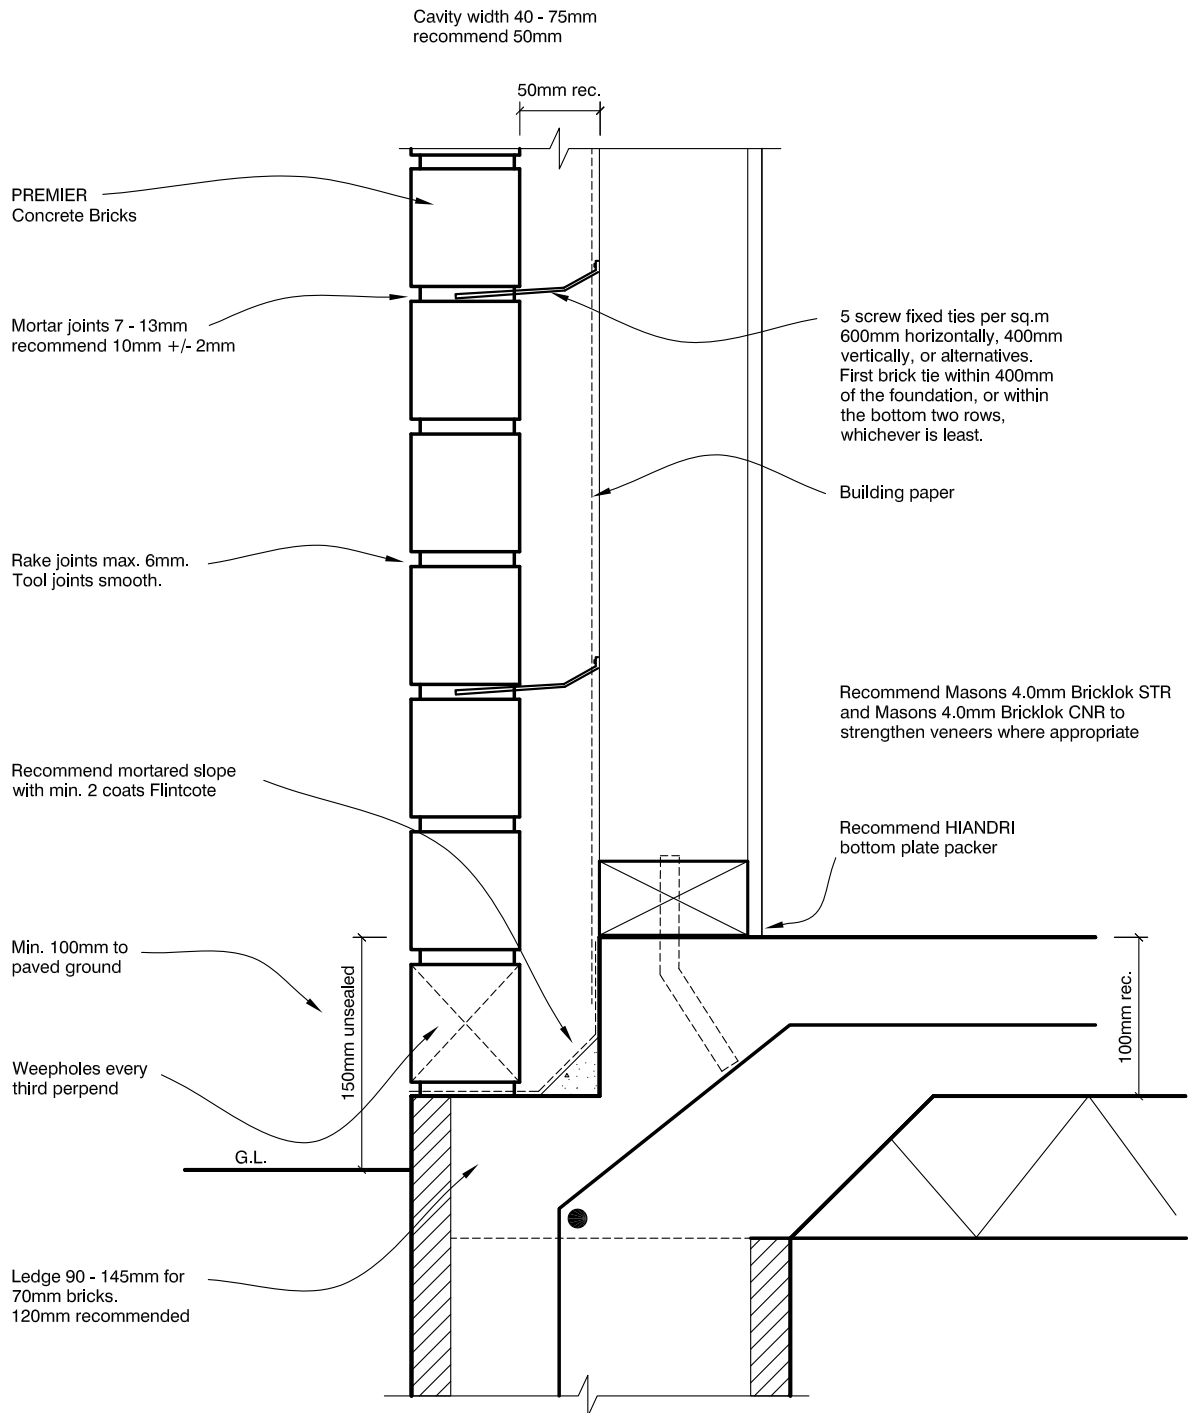 Cavity width 40 - 75mm
recommend 50mm
50mm rec.
PREMIER
Concrete Bricks
Mortar joints 7 - 13mm
recommend 10mm +/- 2mm
5 screw fixed ties per sq.m
600mm horizontally, 400mm
vertically, or alternatives.
First brick tie within 400mm
of the foundation, or within
the bottom two rows,
whichever is least.
Building paper
Rake joints max. 6mm.
Tool joints smooth.
Recommend Masons 4.0mm Bricklok STR
and Masons 4.0mm Bricklok CNR to
strengthen veneers where appropriate
Recommend mortared slope
with min. 2 coats Flintcote
Recommend HIANDRI
bottom plate packer
Min. 100mm to
paved ground
150mm unsealed
100mm rec.
Weepholes every
third perpend
G.L.
Ledge 90 - 145mm for
70mm bricks.
120mm recommended